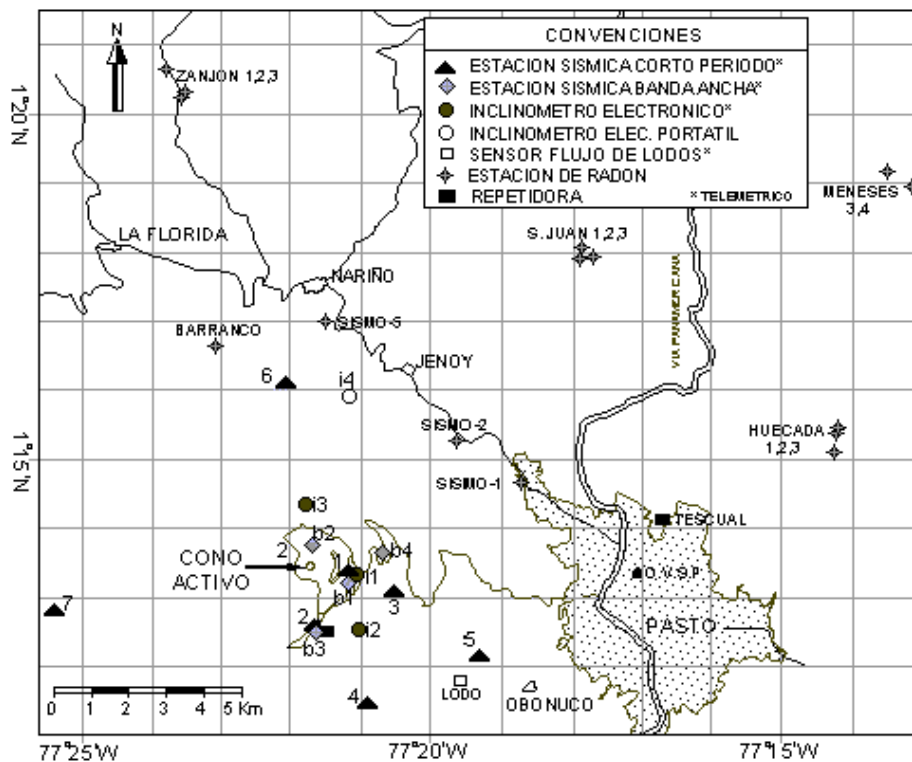 N
CONVENCIONES
ESTACION SISMICA CORTO PERIODO*
ESTACION SISMICA BANDA ANCHA*
INCLINOMETRO ELECTRONICO*
INCLINOMETRO ELEC. PORTATIL
SENSOR FLUJO DE LODOS*
ESTACION DE RADON
REPETIDORA
* TELEMETRICO
ZANJON 1,2,3
1°20'N
MENESES
3,4
LA FLORIDA
S.JUAN 1,2,3
NARIÑO
VIA PANAMERICANA
BARRANCO
SISMO-5
JENOY
6
i4
SISMO-2
HUECADA
1,2,3
1°15'N
SISMO-1
i3
TESCUAL
b2
2
b4
CONO
ACTIVO
1
i1
O.V.S.P
b1
3
7
2
i2
PASTO
b3
5
LODO
OBONUCO
4
0 1 2 3 4 5 Km
77°25'W
77°20'W
77°15'W